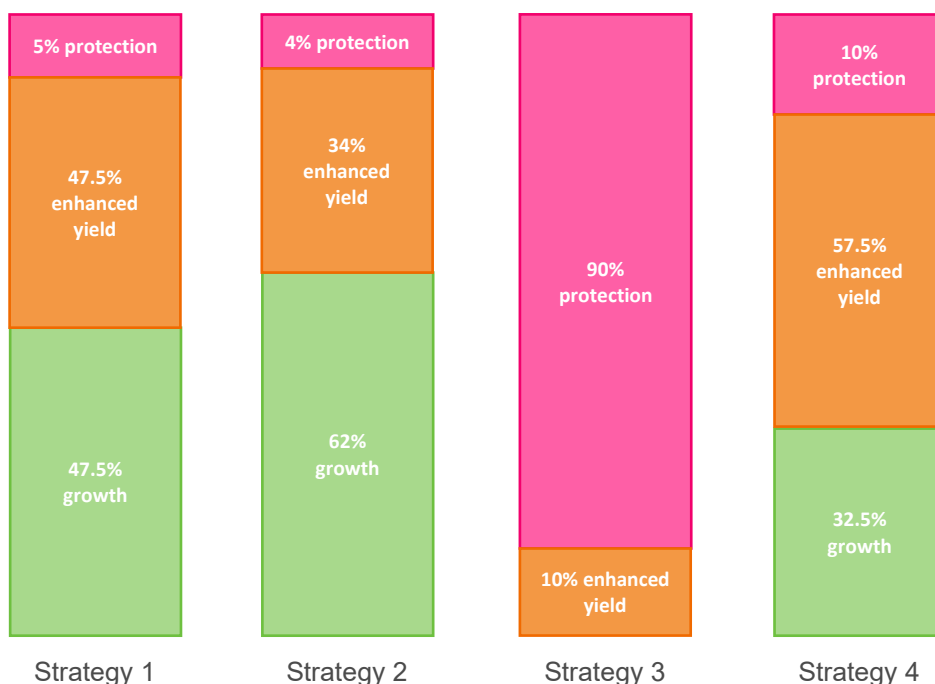 5% protection
47.5%
enhanced
yield
47.5%
growth
Strategy 1
4% protection
34%
enhanced
yield
62%
growth
Strategy 2
90%
protection
10% enhanced
yield
Strategy 3
10%
protection
57.5%
enhanced
yield
32.5%
growth
Strategy 4